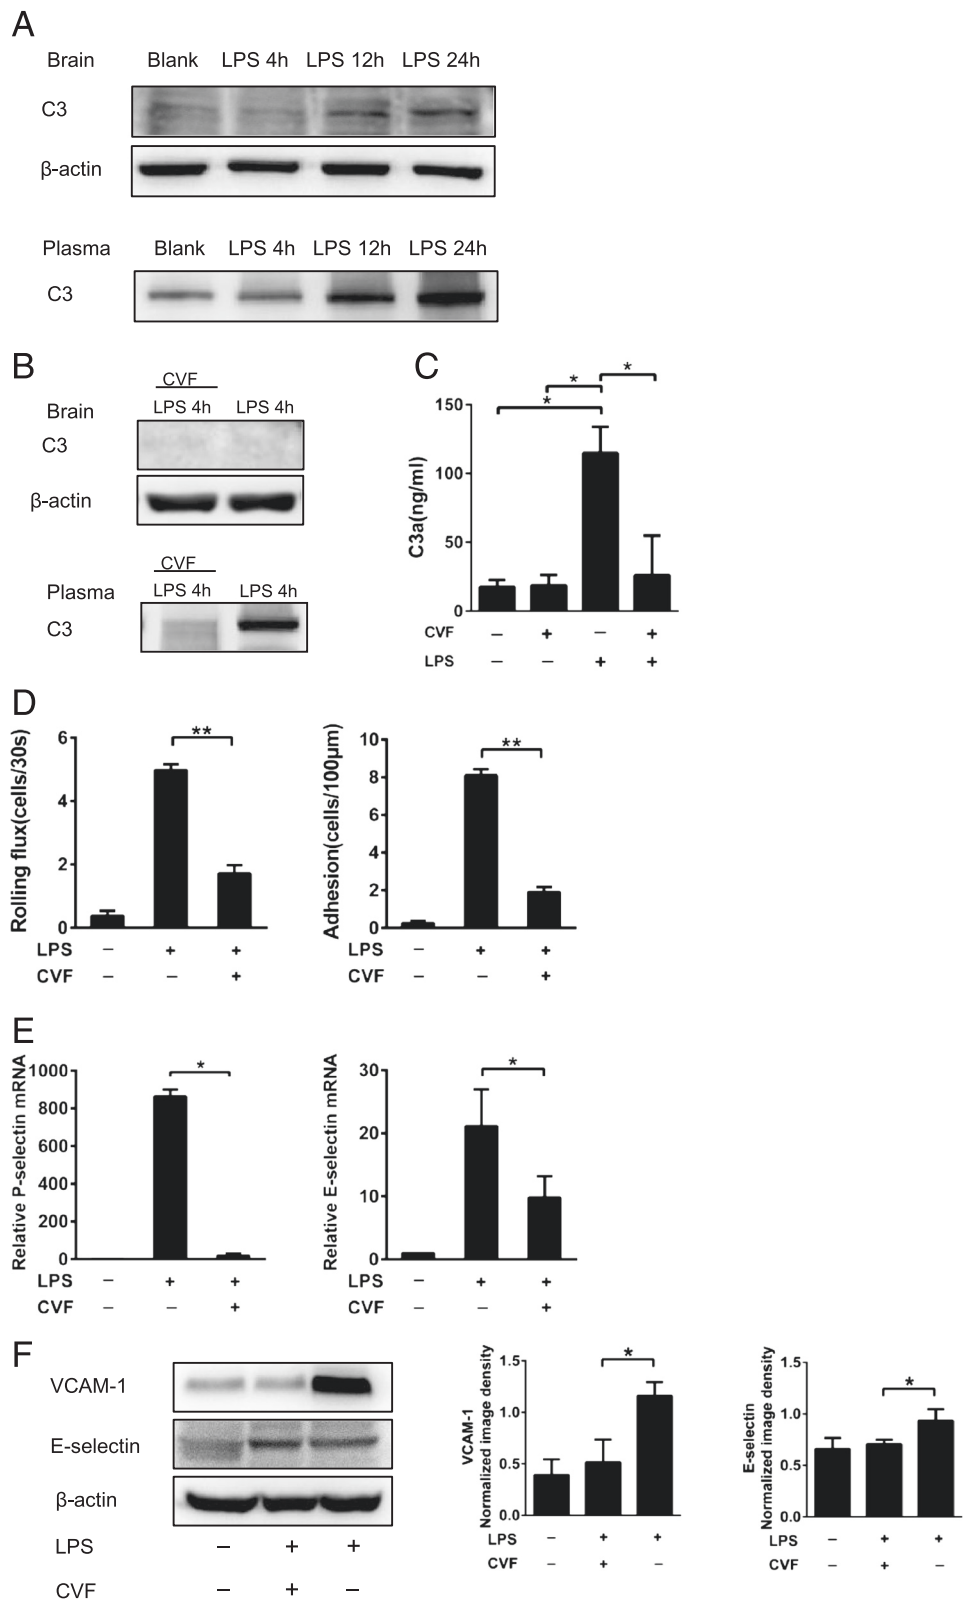 A
Brain Blank LPS 4h LPS 12h LPS 24h
C3
β-actin
Plasma Blank LPS 4h LPS 12h LPS 24h
C3
B
CVF
Brain LPS 4h LPS 4h
C3
β-actin
CVF
Plasma LPS 4h LPS 4h
C3
C
* *
*
C3a(ng/ml)
150
100
50
0
CVF – + – +
LPS – – + +
D
Rolling flux(cells/30s)
6
4
2
0
**
LPS – + +
CVF – – +
Adhesion(cells/100μm)
10
8
6
4
2
0
**
LPS – + +
CVF – – +
E
Relative P-selectin mRNA
1000
800
600
400
200
0
*
LPS – + +
CVF – – +
Relative E-selectin mRNA
30
20
10
0
*
LPS – + +
CVF – – +
F
VCAM-1
E-selectin
β-actin
LPS – + +
CVF – + –
VCAM-1
Normalized image density
1.5
1.0
0.5
0.0
*
LPS – + +
CVF – + –
E-selectin
Normalized image density
1.5
1.0
0.5
0.0
*
LPS – + +
CVF – + –